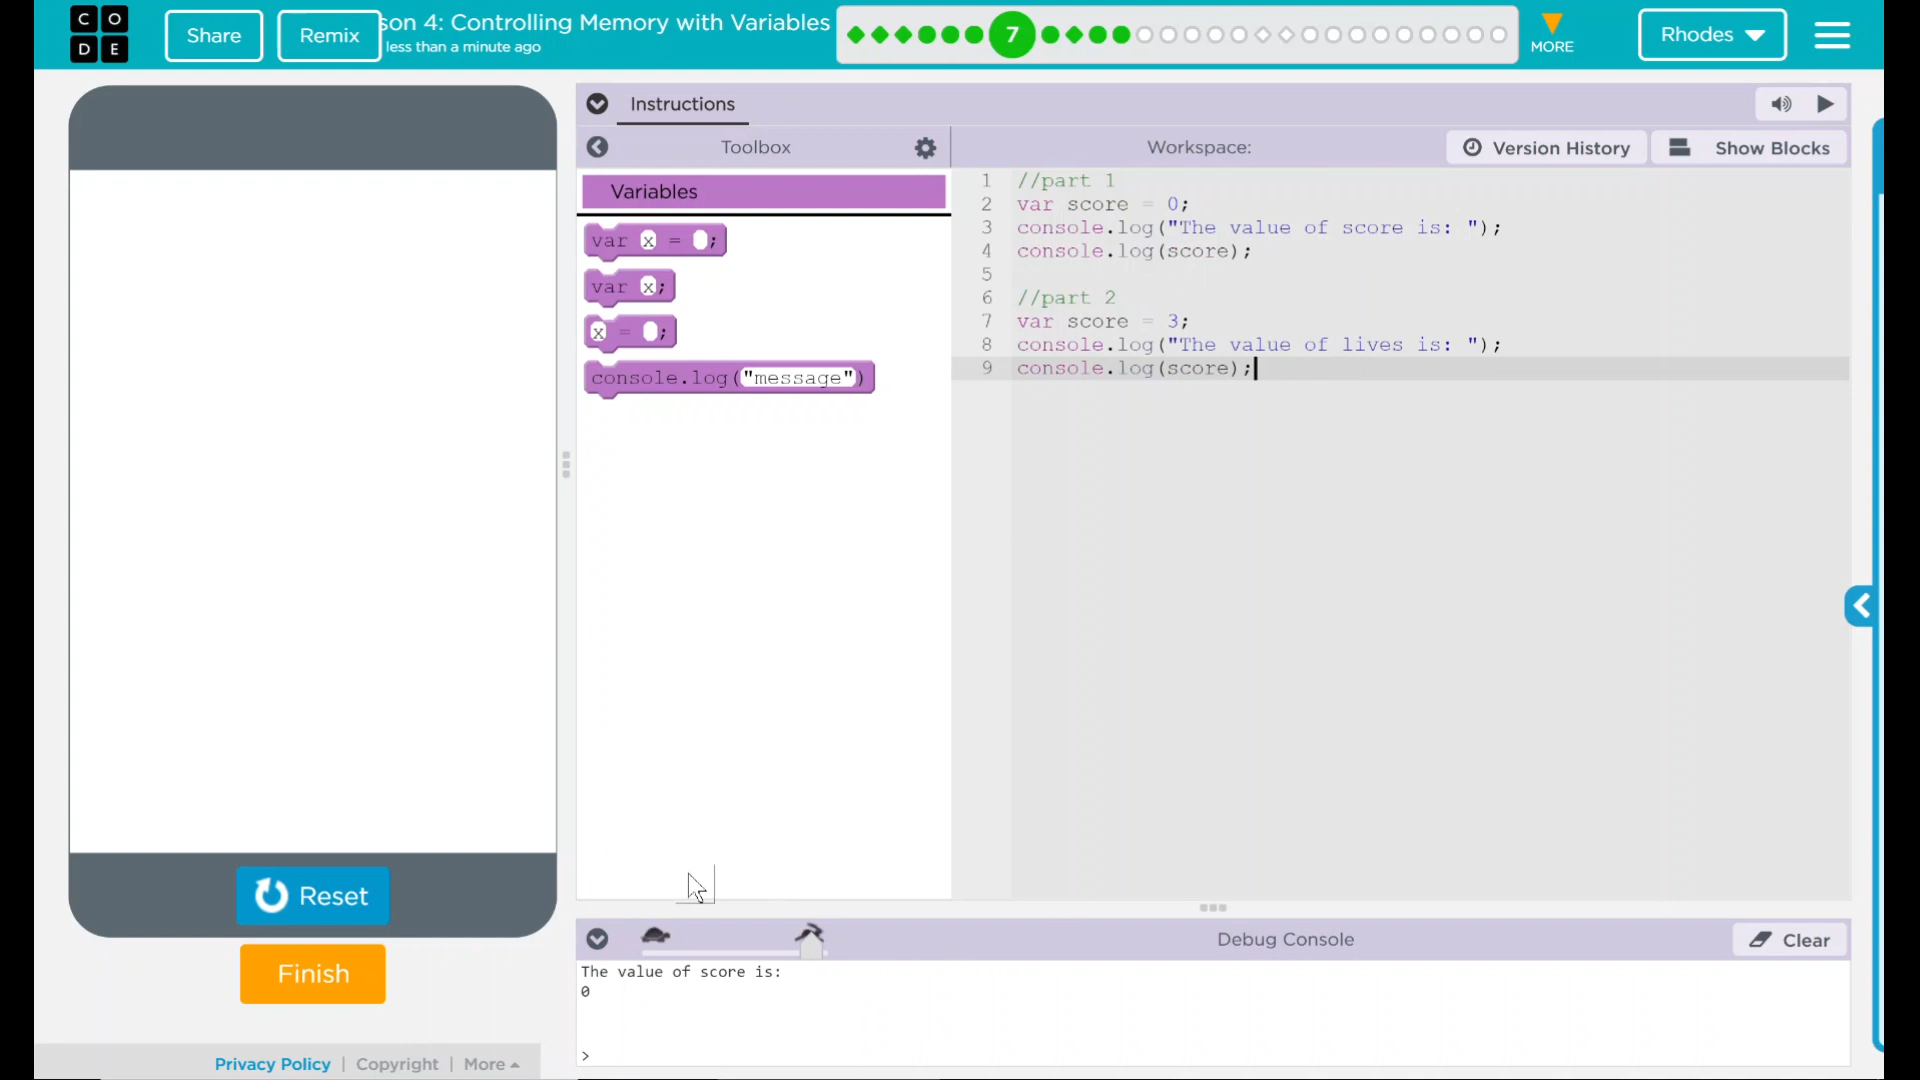 C O
D E
Share
Remix
son 4: Controlling Memory with Variables
less than a minute ago
7
MORE
Rhodes
Instructions
Toolbox
Workspace:
Version History
Show Blocks
Variables
var x = ;
var x;
x = ;
console.log("message")
1 //part 1
2 var score = 0;
3 console.log("The value of score is: ");
4 console.log(score);
5
6 //part 2
7 var score = 3;
8 console.log("The value of lives is: ");
9 console.log(score);
Reset
Finish
Debug Console
Clear
The value of score is:
0
>
Privacy Policy | Copyright | More